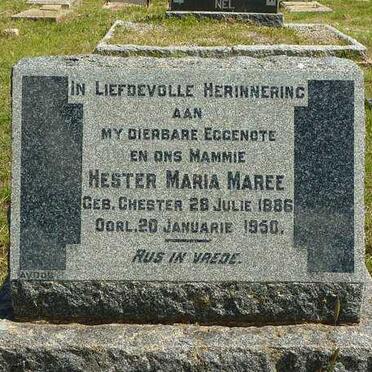 NEL
IN LIEFDEVOLLE HERINNERING
AAN
MY DIERBARE EGGENOTE
EN ONS MAMMIE
HESTER MARIA MAREE
GEB. CHESTER 28 JULIE 1886
OORL. 20 JANUARIE 1950.
RUS IN VREDE.